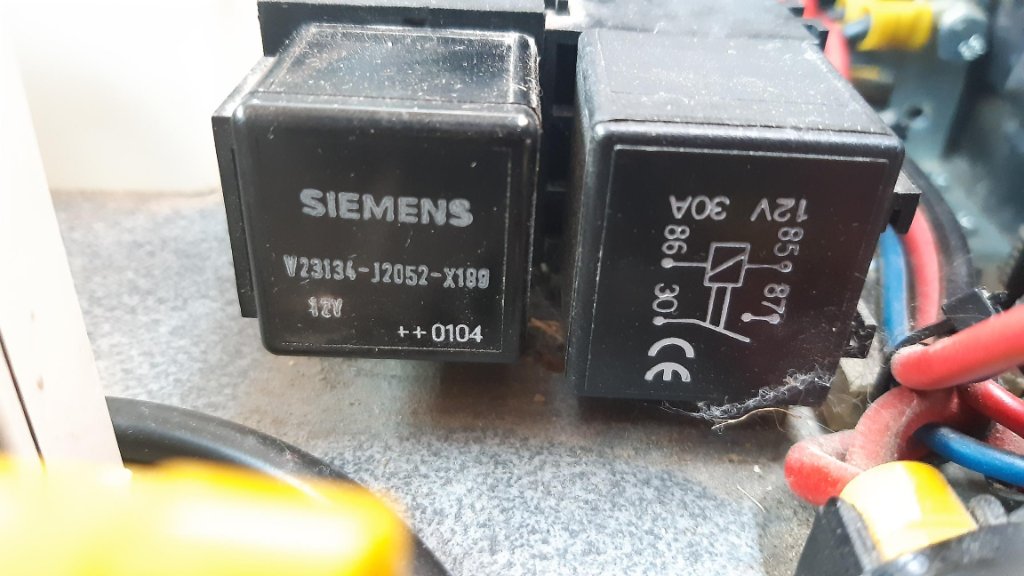 SIEMENS
V23134-J2052-X189
12V
++0104
12V 30A
85 86
87 30
CE